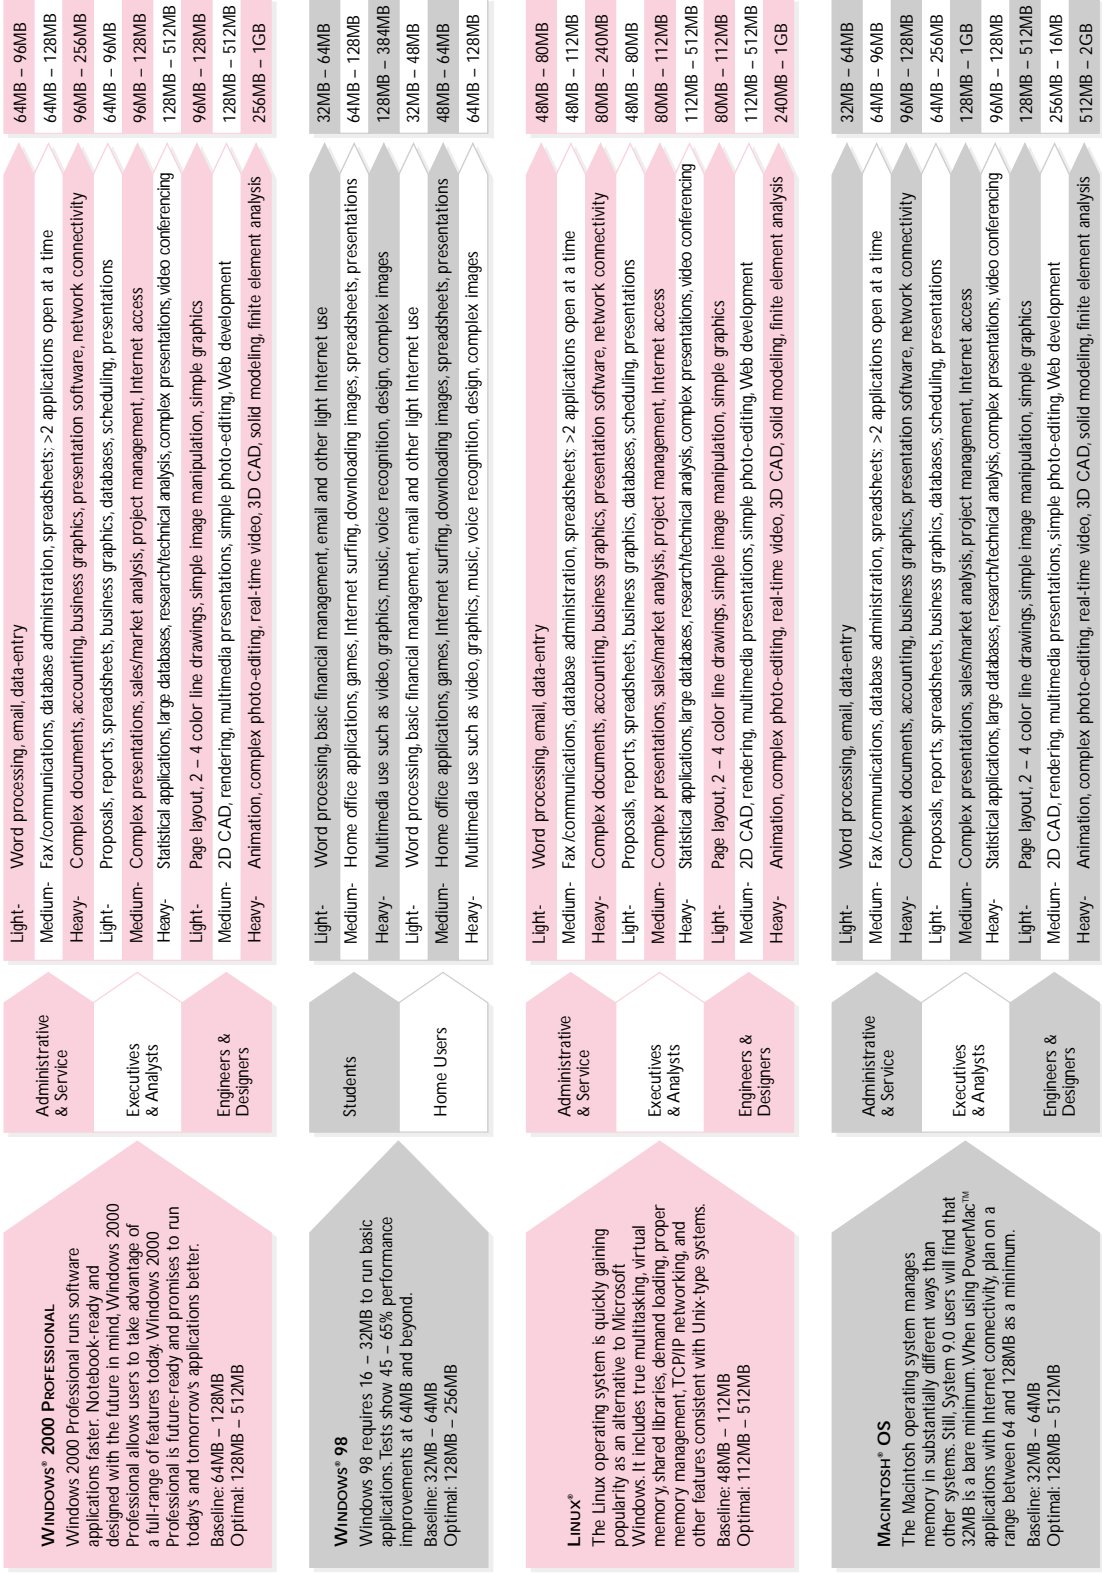 WINDOWS® 2000 PROFESSIONAL
Windows 2000 Professional runs software
applications faster. Notebook-ready and
designed with the future in mind, Windows 2000
Professional allows users to take advantage of
a full-range of features today. Windows 2000
Professional is future-ready and promises to run
today's and tomorrow's applications better.
Baseline: 64MB – 128MB
Optimal: 128MB – 512MB
Administrative
& Service
Light- Word processing, email, data-entry 64MB – 96MB
Medium- Fax /communications, database administration, spreadsheets; >2 applications open at a time 64MB – 128MB
Heavy- Complex documents, accounting, business graphics, presentation software, network connectivity 96MB – 256MB
Executives
& Analysts
Light- Proposals, reports, spreadsheets, business graphics, databases, scheduling, presentations 64MB – 96MB
Medium- Complex presentations, sales/market analysis, project management, Internet access 96MB – 128MB
Heavy- Statistical applications, large databases, research/technical analysis, complex presentations, video conferencing 128MB – 512MB
Engineers &
Designers
Light- Page layout, 2 – 4 color line drawings, simple image manipulation, simple graphics 96MB – 128MB
Medium- 2D CAD, rendering, multimedia presentations, simple photo-editing, Web development 128MB – 512MB
Heavy- Animation, complex photo-editing, real-time video, 3D CAD, solid modeling, finite element analysis 256MB – 1GB
WINDOWS® 98
Windows 98 requires 16 – 32MB to run basic
applications. Tests show 45 – 65% performance
improvements at 64MB and beyond.
Baseline: 32MB – 64MB
Optimal: 128MB – 256MB
Students
Light- Word processing, basic financial management, email and other light Internet use 32MB – 64MB
Medium- Home office applications, games, Internet surfing, downloading images, spreadsheets, presentations 64MB – 128MB
Heavy- Multimedia use such as video, graphics, music, voice recognition, design, complex images 128MB – 384MB
Home Users
Light- Word processing, basic financial management, email and other light Internet use 32MB – 48MB
Medium- Home office applications, games, Internet surfing, downloading images, spreadsheets, presentations 48MB – 64MB
Heavy- Multimedia use such as video, graphics, music, voice recognition, design, complex images 64MB – 128MB
LINUX®
The Linux operating system is quickly gaining
popularity as an alternative to Microsoft
Windows. It includes true multitasking, virtual
memory, shared libraries, demand loading, proper
memory management, TCP/IP networking, and
other features consistent with Unix-type systems.
Baseline: 48MB – 112MB
Optimal: 112MB – 512MB
Administrative
& Service
Light- Word processing, email, data-entry 48MB – 80MB
Medium- Fax /communications, database administration, spreadsheets; >2 applications open at a time 48MB – 112MB
Heavy- Complex documents, accounting, business graphics, presentation software, network connectivity 80MB – 240MB
Executives
& Analysts
Light- Proposals, reports, spreadsheets, business graphics, databases, scheduling, presentations 48MB – 80MB
Medium- Complex presentations, sales/market analysis, project management, Internet access 80MB – 112MB
Heavy- Statistical applications, large databases, research/technical analysis, complex presentations, video conferencing 112MB – 512MB
Engineers &
Designers
Light- Page layout, 2 – 4 color line drawings, simple image manipulation, simple graphics 80MB – 112MB
Medium- 2D CAD, rendering, multimedia presentations, simple photo-editing, Web development 112MB – 512MB
Heavy- Animation, complex photo-editing, real-time video, 3D CAD, solid modeling, finite element analysis 240MB – 1GB
MACINTOSH® OS
The Macintosh operating system manages
memory in substantially different ways than
other systems. Still, System 9.0 users will find that
32MB is a bare minimum. When using PowerMac™
applications with Internet connectivity, plan on a
range between 64 and 128MB as a minimum.
Baseline: 32MB – 64MB
Optimal: 128MB – 512MB
Administrative
& Service
Light- Word processing, email, data-entry 32MB – 64MB
Medium- Fax /communications, database administration, spreadsheets; >2 applications open at a time 64MB – 96MB
Heavy- Complex documents, accounting, business graphics, presentation software, network connectivity 96MB – 128MB
Executives
& Analysts
Light- Proposals, reports, spreadsheets, business graphics, databases, scheduling, presentations 64MB – 256MB
Medium- Complex presentations, sales/market analysis, project management, Internet access 128MB – 1GB
Heavy- Statistical applications, large databases, research/technical analysis, complex presentations, video conferencing 96MB – 128MB
Engineers &
Designers
Light- Page layout, 2 – 4 color line drawings, simple image manipulation, simple graphics 128MB – 512MB
Medium- 2D CAD, rendering, multimedia presentations, simple photo-editing, Web development 256MB – 16MB
Heavy- Animation, complex photo-editing, real-time video, 3D CAD, solid modeling, finite element analysis 512MB – 2GB